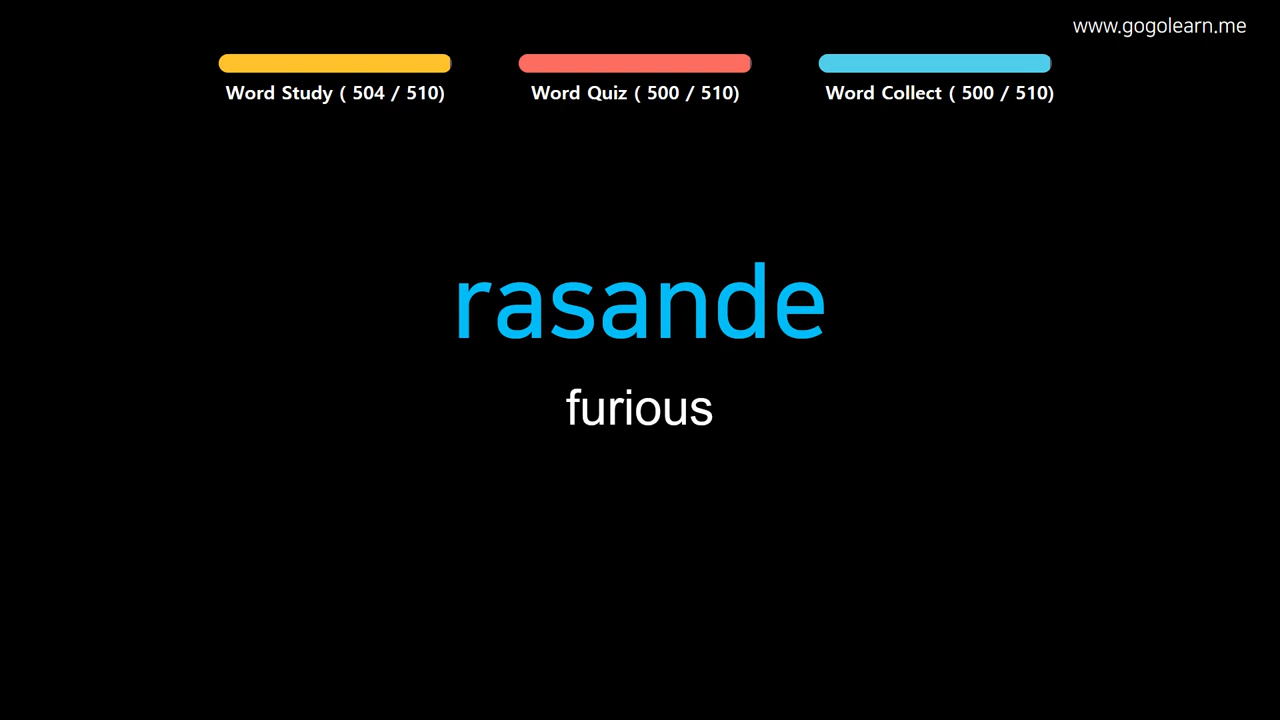 www.gogolearn.me
Word Study ( 504 / 510)
Word Quiz ( 500 / 510)
Word Collect ( 500 / 510)
rasande
furious